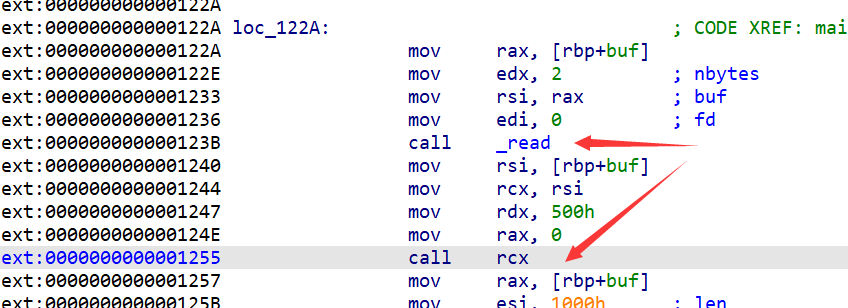 ext:000000000000122A
ext:000000000000122A loc_122A: ; CODE XREF: mai
ext:000000000000122A mov rax, [rbp+buf]
ext:000000000000122E mov edx, 2 ; nbytes
ext:0000000000001233 mov rsi, rax ; buf
ext:0000000000001236 mov edi, 0 ; fd
ext:000000000000123B call _read
ext:0000000000001240 mov rsi, [rbp+buf]
ext:0000000000001244 mov rcx, rsi
ext:0000000000001247 mov rdx, 500h
ext:000000000000124E mov rax, 0
ext:0000000000001255 call rcx
ext:0000000000001257 mov rax, [rbp+buf]
ext:000000000000125B mov esi, 1000h ; len